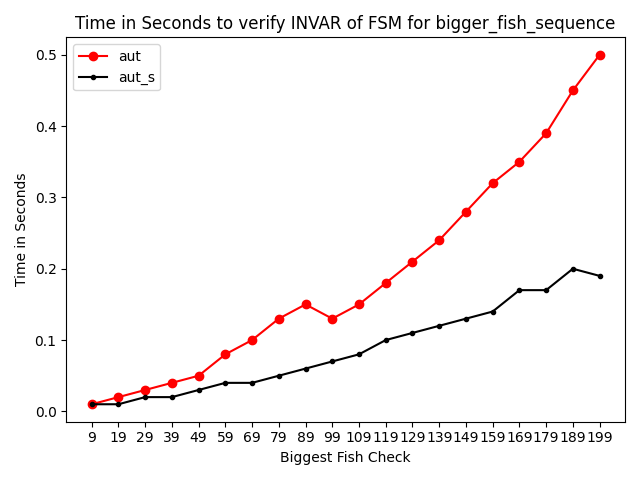 Time in Seconds to verify INVAR of FSM for bigger_fish_sequence
aut
aut_s
0.5
0.4
0.3
0.2
0.1
0.0
Time in Seconds
9 19 29 39 49 59 69 79 89 99 109 119 129 139 149 159 169 179 189 199
Biggest Fish Check